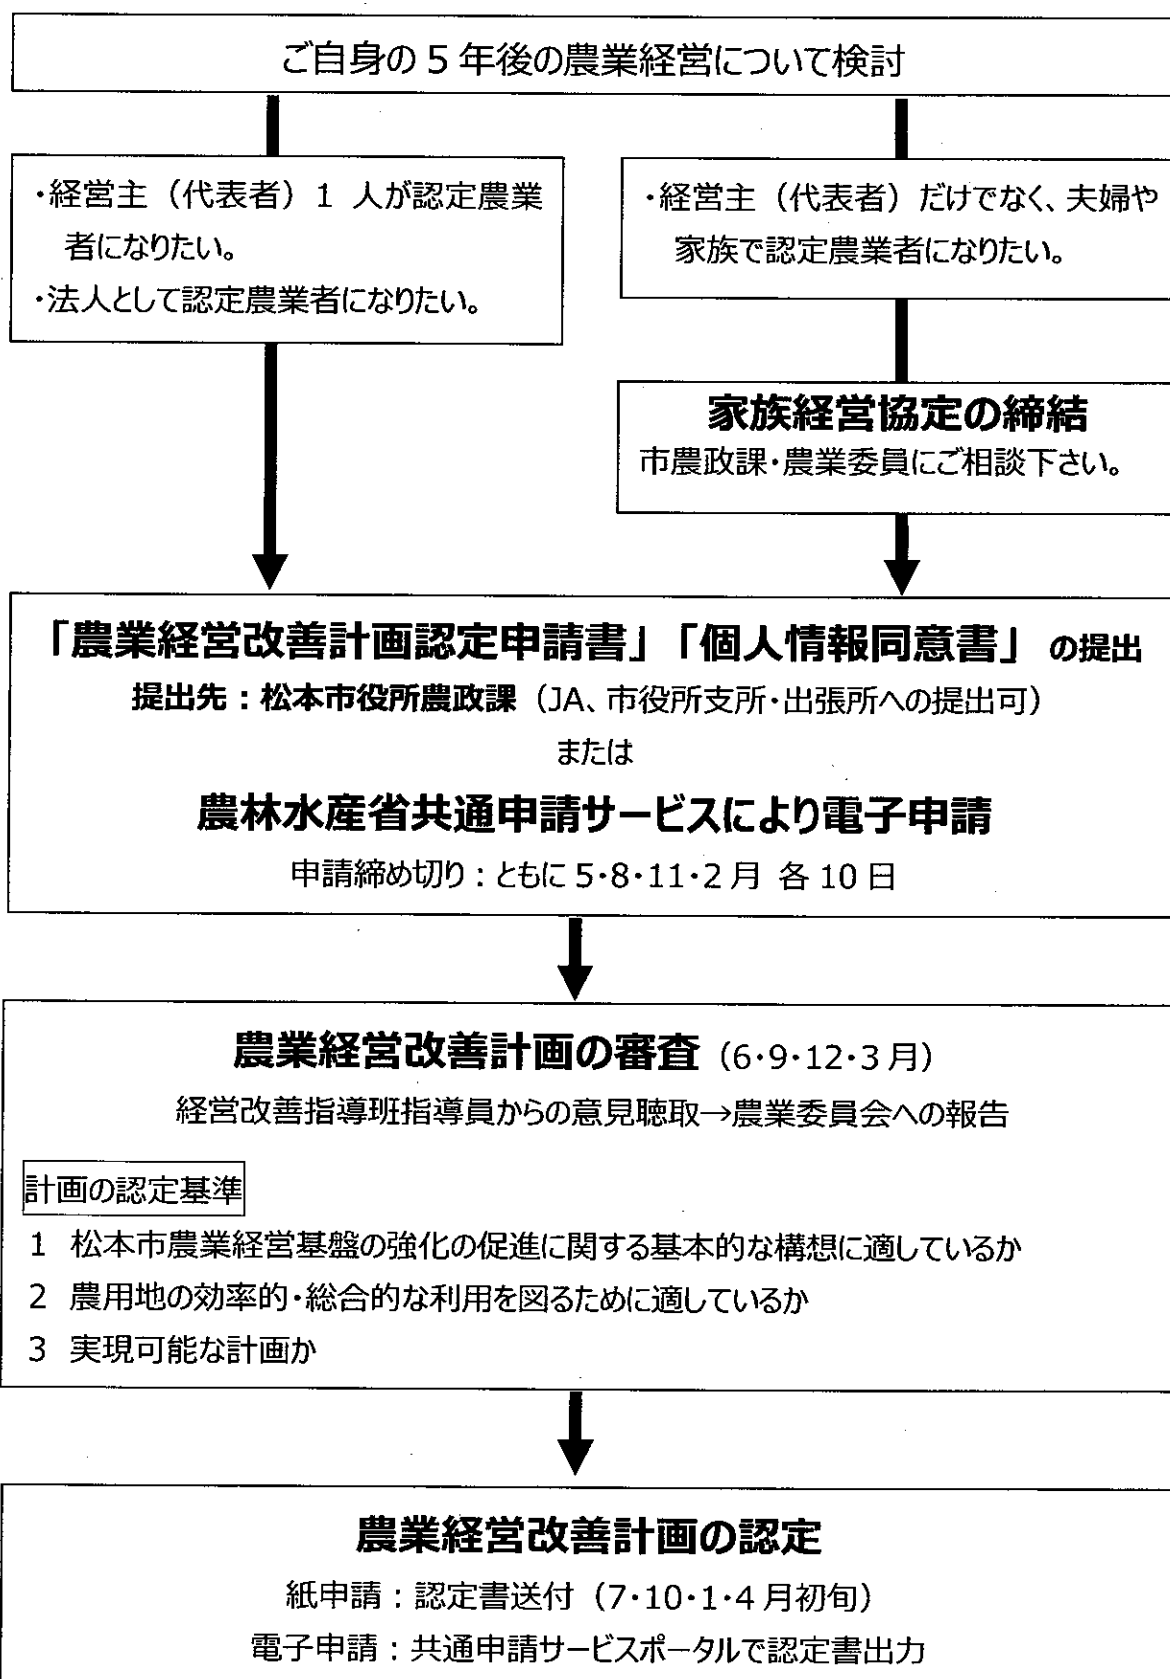 ご自身の 5 年後の農業経営について検討
・経営主（代表者）1 人が認定農業
者になりたい。
・法人として認定農業者になりたい。
・経営主（代表者）だけでなく、夫婦や
家族で認定農業者になりたい。
家族経営協定の締結
市農政課・農業委員にご相談下さい。
「農業経営改善計画認定申請書」「個人情報同意書」 の提出
提出先：松本市役所農政課（JA、市役所支所・出張所への提出可）
または
農林水産省共通申請サービスにより電子申請
申請締め切り：ともに 5・8・11・2 月 各 10 日
農業経営改善計画の審査（6・9・12・3 月）
経営改善指導班指導員からの意見聴取→農業委員会への報告
計画の認定基準
1 松本市農業経営基盤の強化の促進に関する基本的な構想に適しているか
2 農用地の効率的・総合的な利用を図るために適しているか
3 実現可能な計画か
農業経営改善計画の認定
紙申請：認定書送付（7・10・1・4 月初旬）
電子申請：共通申請サービスポータルで認定書出力